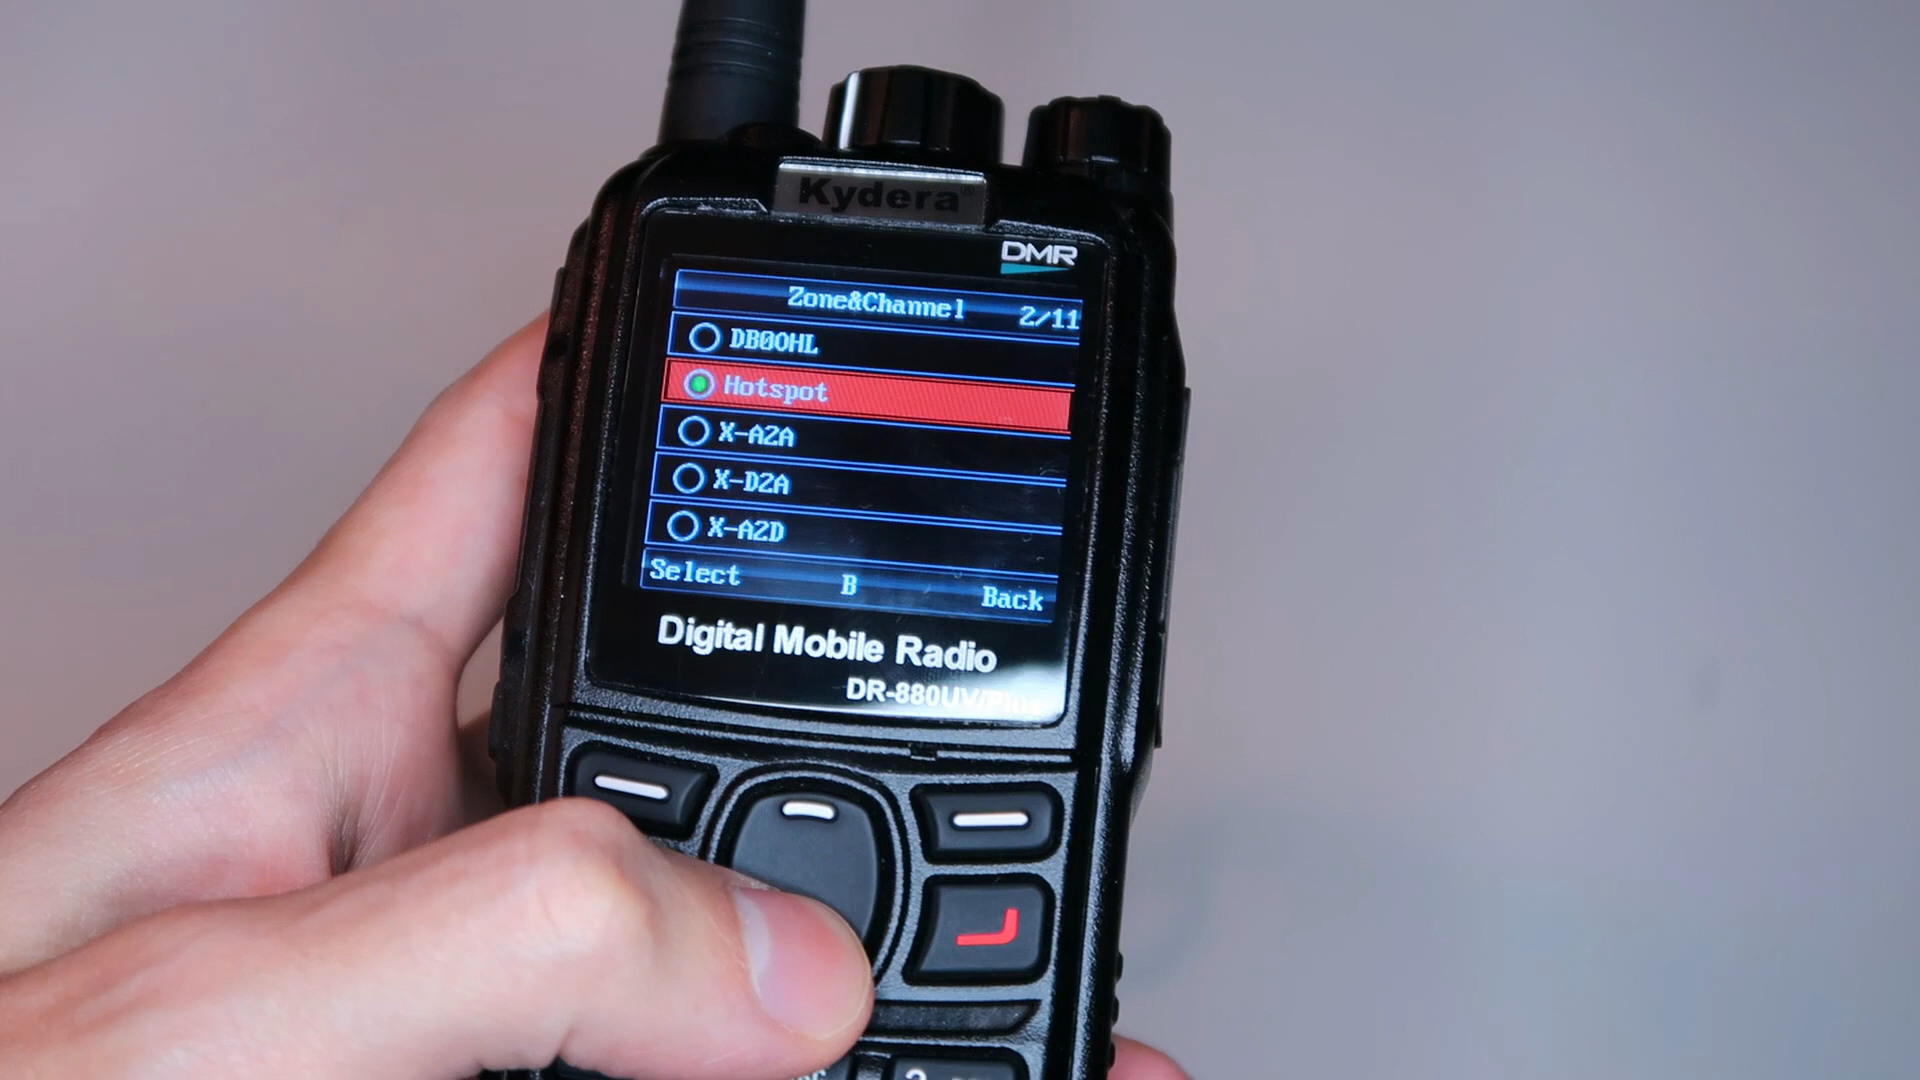 Kydera®
DMR
Zone&Channel 2/11
DB0OHL
Hotspot
X-A2A
X-D2A
X-A2D
Select B Back
Digital Mobile Radio
DR-880UV/Plus